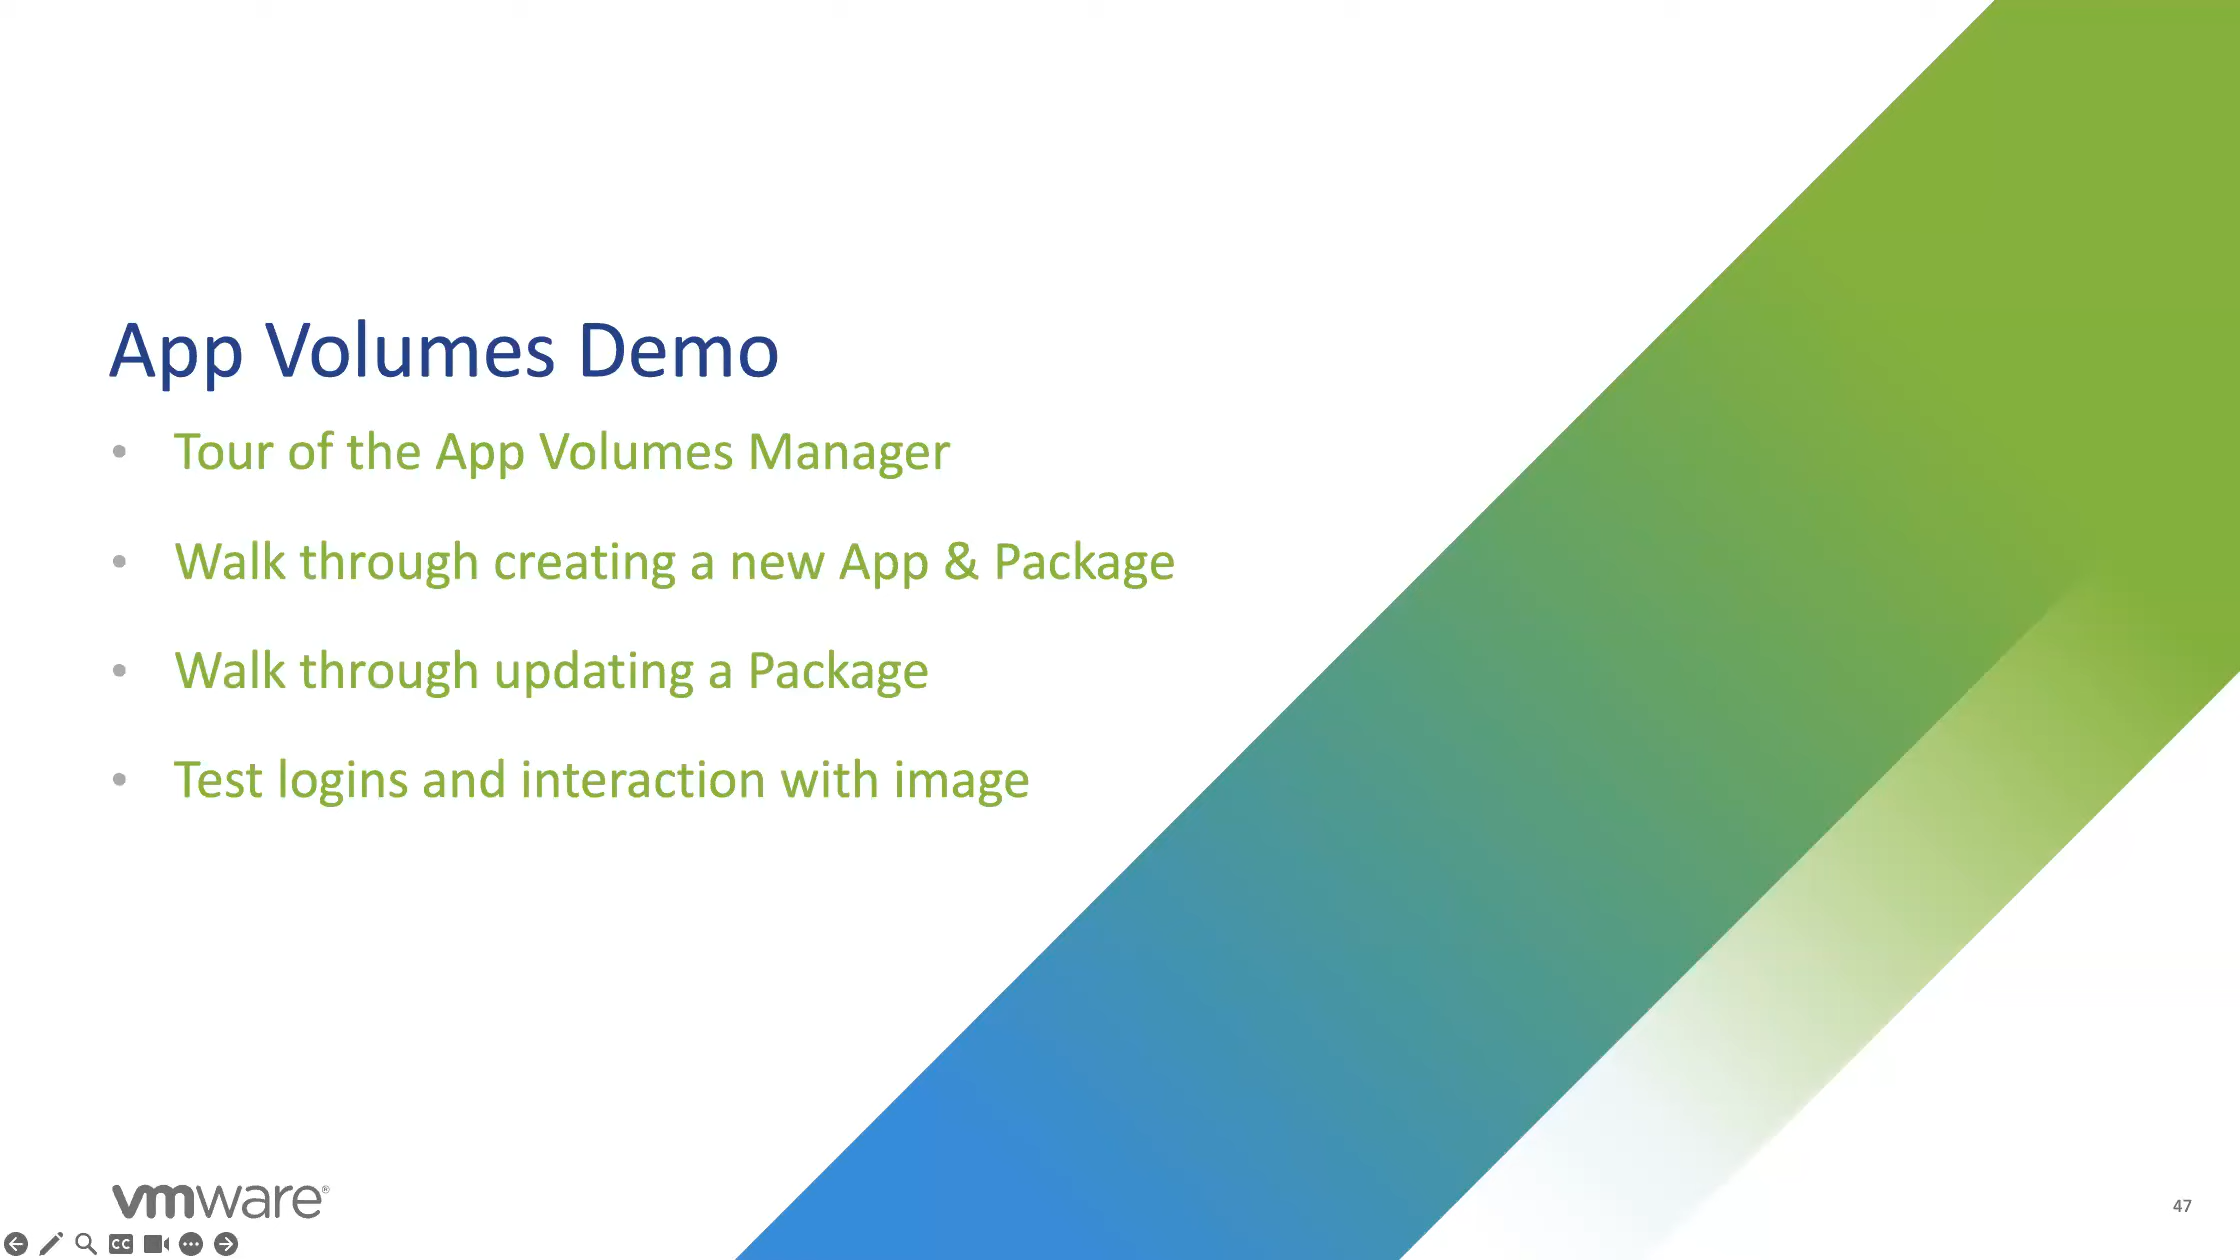 App Volumes Demo
• Tour of the App Volumes Manager
• Walk through creating a new App & Package
• Walk through updating a Package
• Test logins and interaction with image
vmware®
47
CC